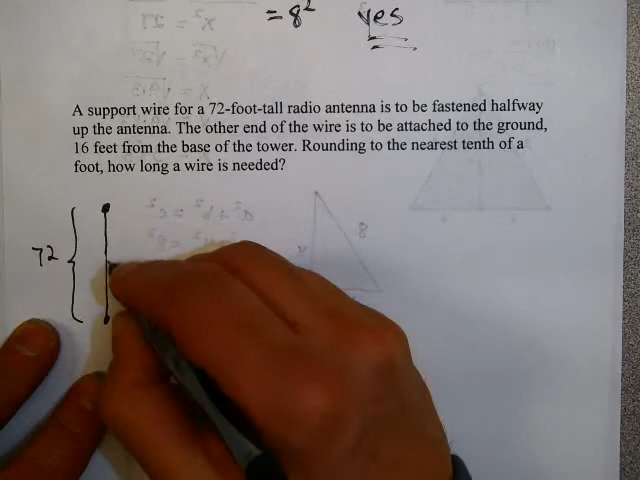 = 8² yes
A support wire for a 72-foot-tall radio antenna is to be fastened halfway
up the antenna. The other end of the wire is to be attached to the ground,
16 feet from the base of the tower. Rounding to the nearest tenth of a
foot, how long a wire is needed?
72